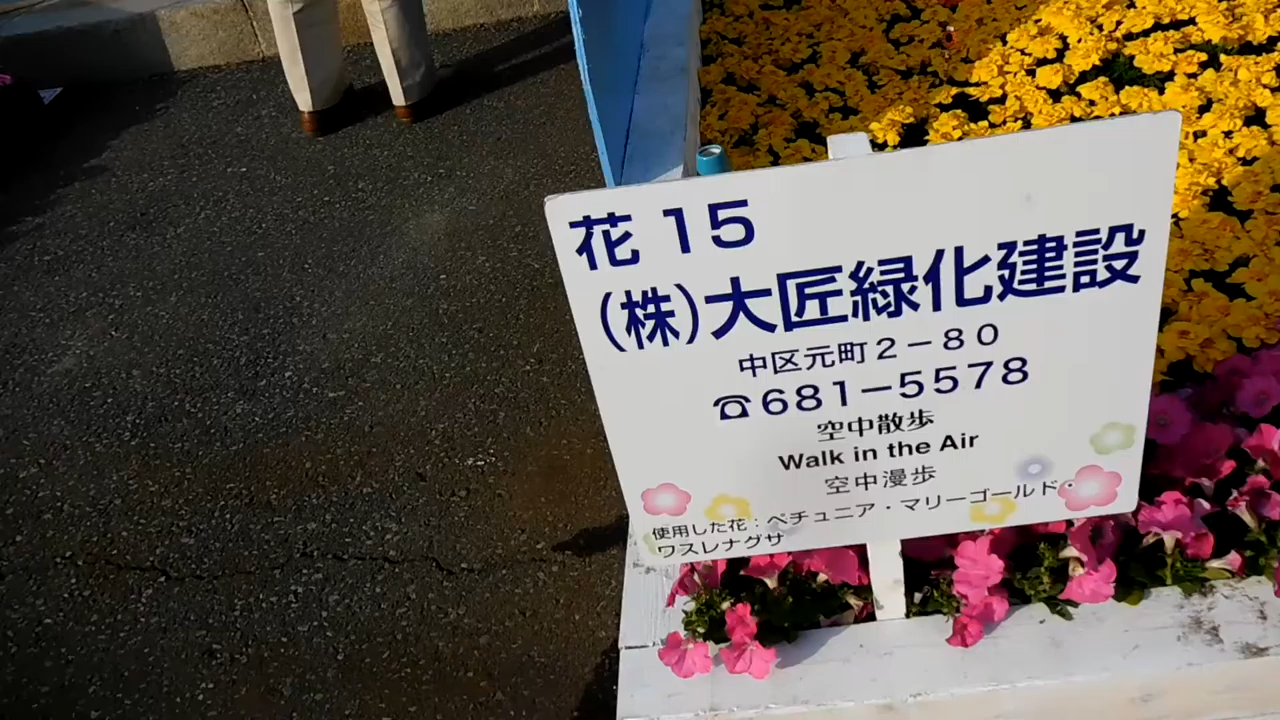 花 15
(株)大匠緑化建設
中区元町2-80
☎681-5578
空中散歩
Walk in the Air
空中漫歩
使用した花：ペチュニア・マリーゴールド・
ワスレナグサ